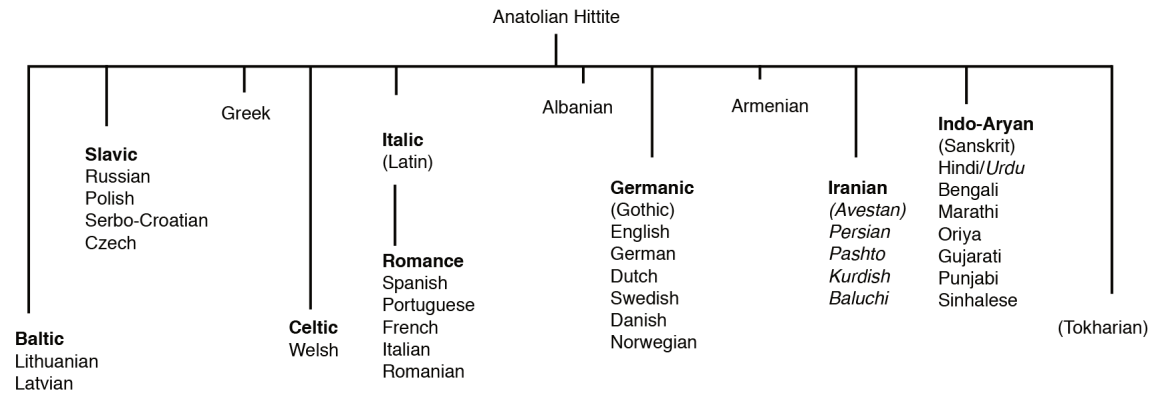 Anatolian Hittite
Baltic
Lithuanian
Latvian
Slavic
Russian
Polish
Serbo-Croatian
Czech
Greek
Celtic
Welsh
Italic
(Latin)
Romance
Spanish
Portuguese
French
Italian
Romanian
Albanian
Germanic
(Gothic)
English
German
Dutch
Swedish
Danish
Norwegian
Armenian
Iranian
(Avestan)
Persian
Pashto
Kurdish
Baluchi
Indo-Aryan
(Sanskrit)
Hindi/Urdu
Bengali
Marathi
Oriya
Gujarati
Punjabi
Sinhalese
(Tokharian)